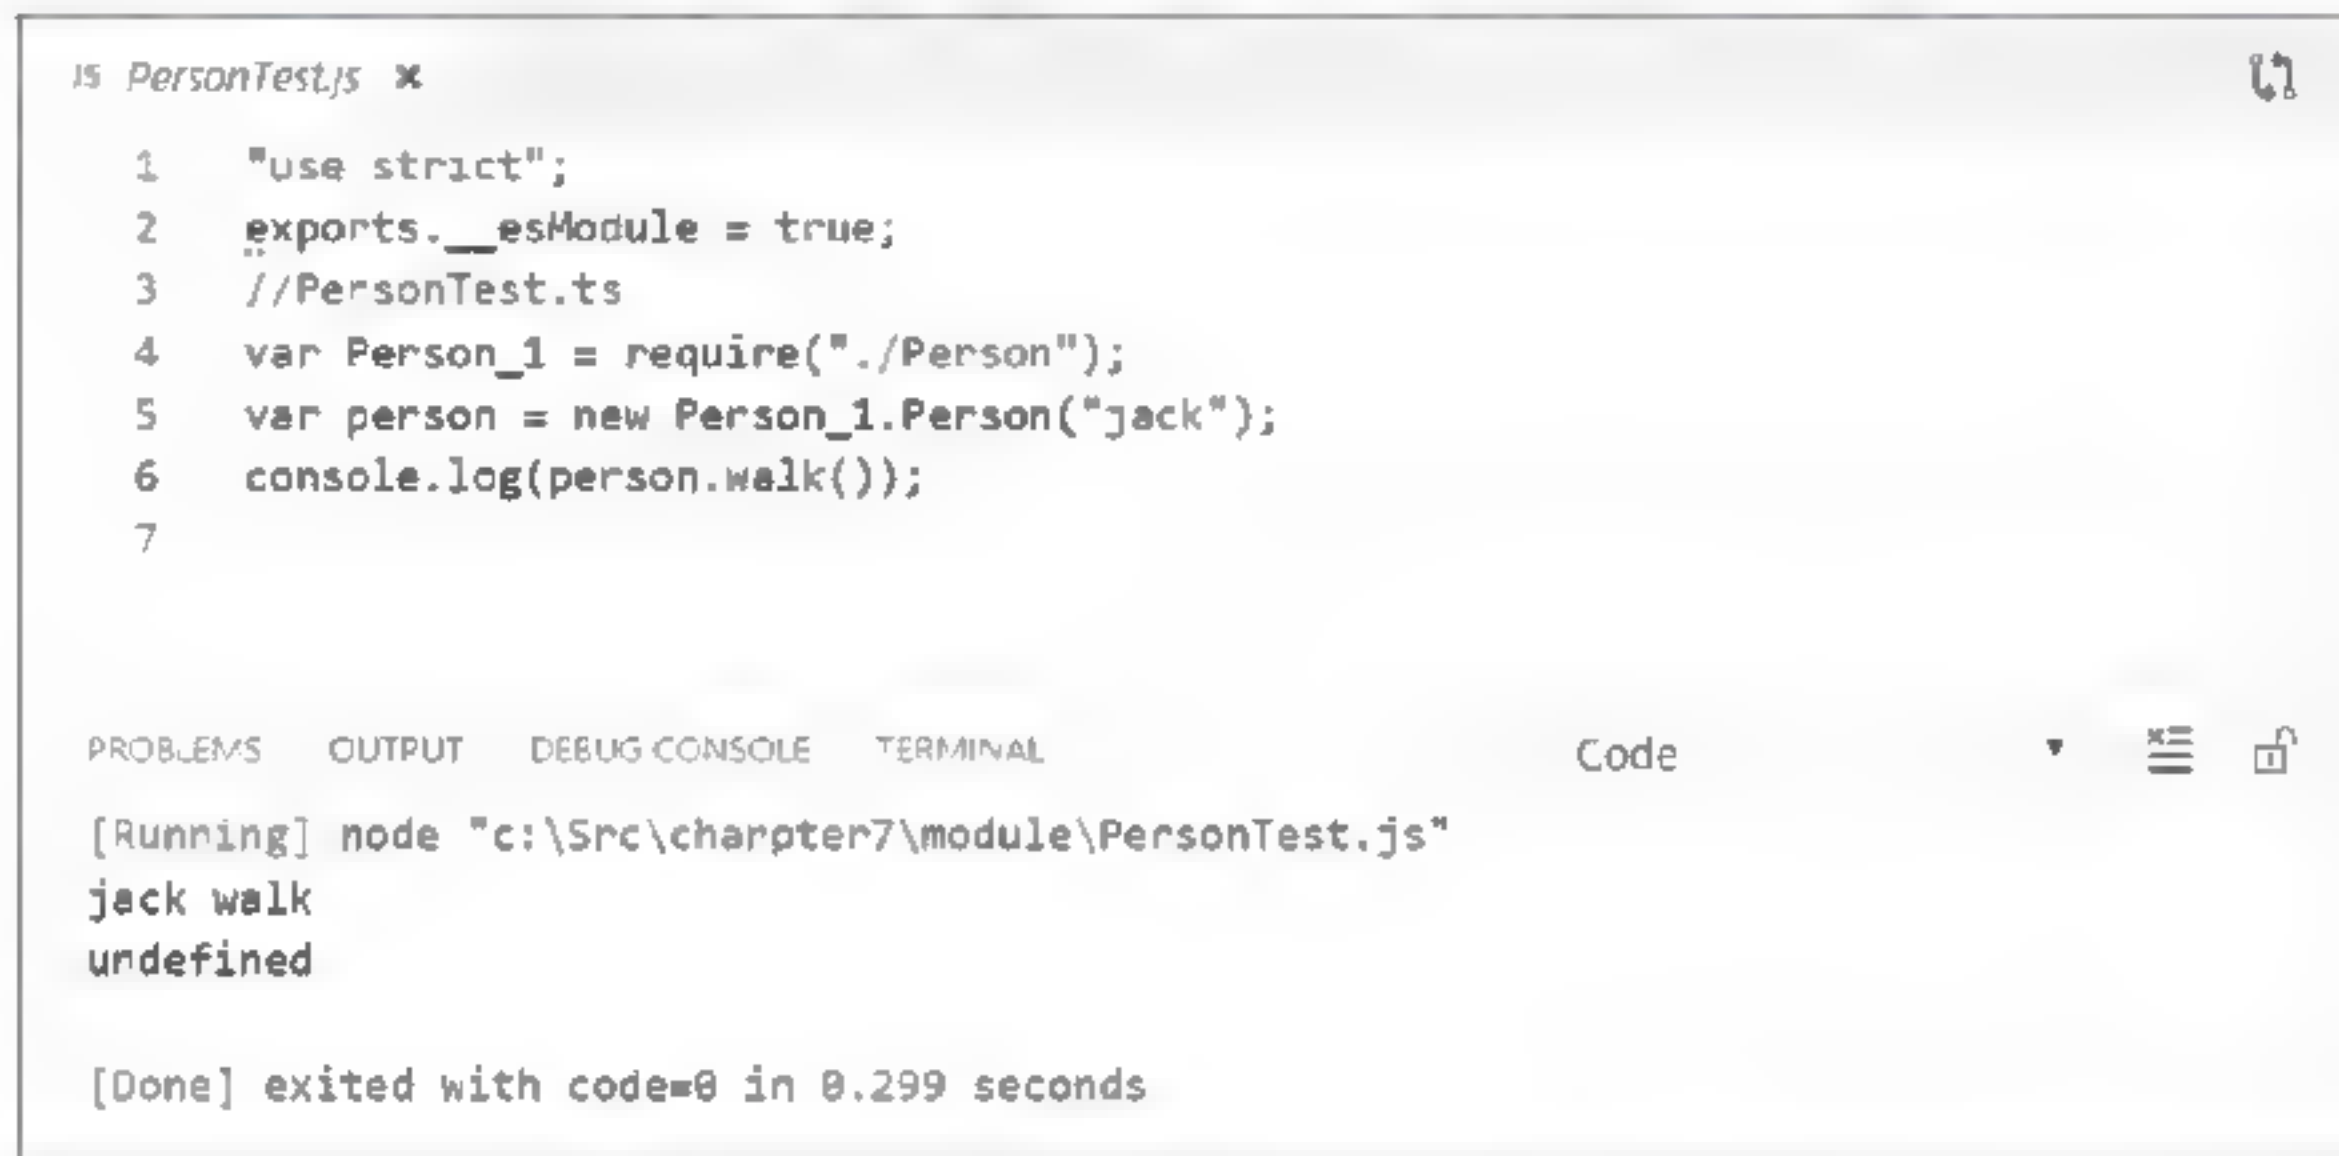 JS PersonTest.js ×
1 "use strict";
2 exports.__esModule = true;
3 //PersonTest.ts
4 var Person_1 = require("./Person");
5 var person = new Person_1.Person("jack");
6 console.log(person.walk());
7
PROBLEMS OUTPUT DEBUG CONSOLE TERMINAL Code
[Running] node "c:\Src\charpter7\module\PersonTest.js"
jack walk
undefined
[Done] exited with code=0 in 0.299 seconds